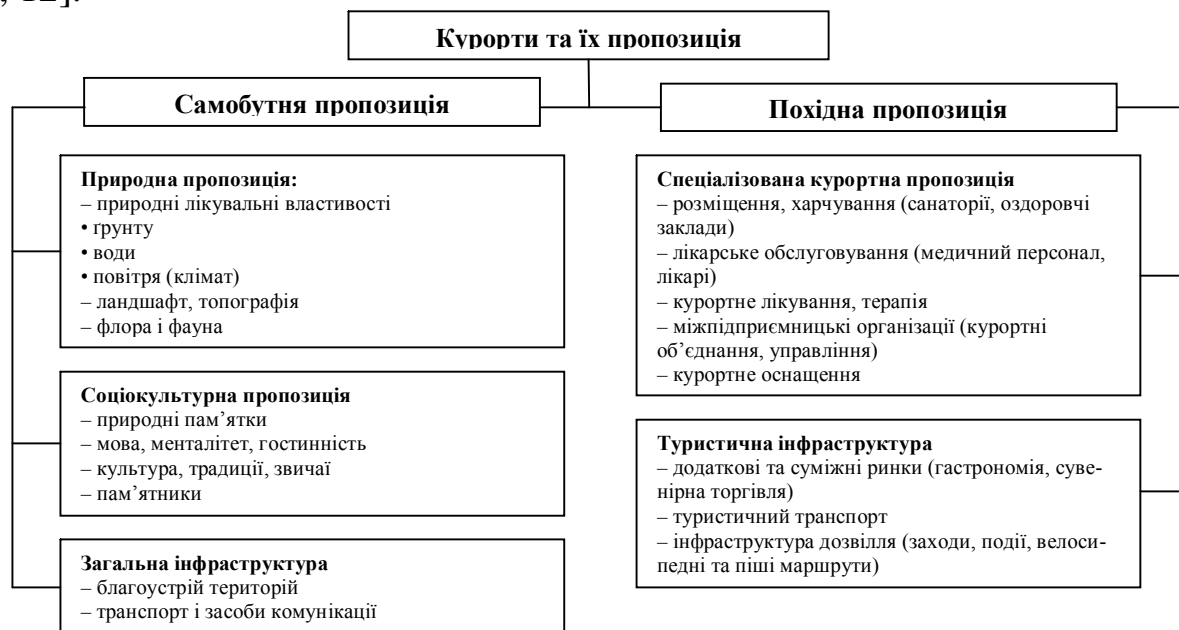 12].
Курорти та їх пропозиція
Самобутня пропозиція
Похідна пропозиція
Природна пропозиція:
– природні лікувальні властивості
• ґрунту
• води
• повітря (клімат)
– ландшафт, топографія
– флора і фауна
Соціокультурна пропозиція
– природні пам’ятки
– мова, менталітет, гостинність
– культура, традиції, звичаї
– пам’ятники
Загальна інфраструктура
– благоустрій територій
– транспорт і засоби комунікації
Спеціалізована курортна пропозиція
– розміщення, харчування (санаторії, оздоровчі
заклади)
– лікарське обслуговування (медичний персонал,
лікарі)
– курортне лікування, терапія
– міжпідприємницькі організації (курортні
об’єднання, управління)
– курортне оснащення
Туристична інфраструктура
– додаткові та суміжні ринки (гастрономія, суве-
нірна торгівля)
– туристичний транспорт
– інфраструктура дозвілля (заходи, події, велоси-
педні та піші маршрути)